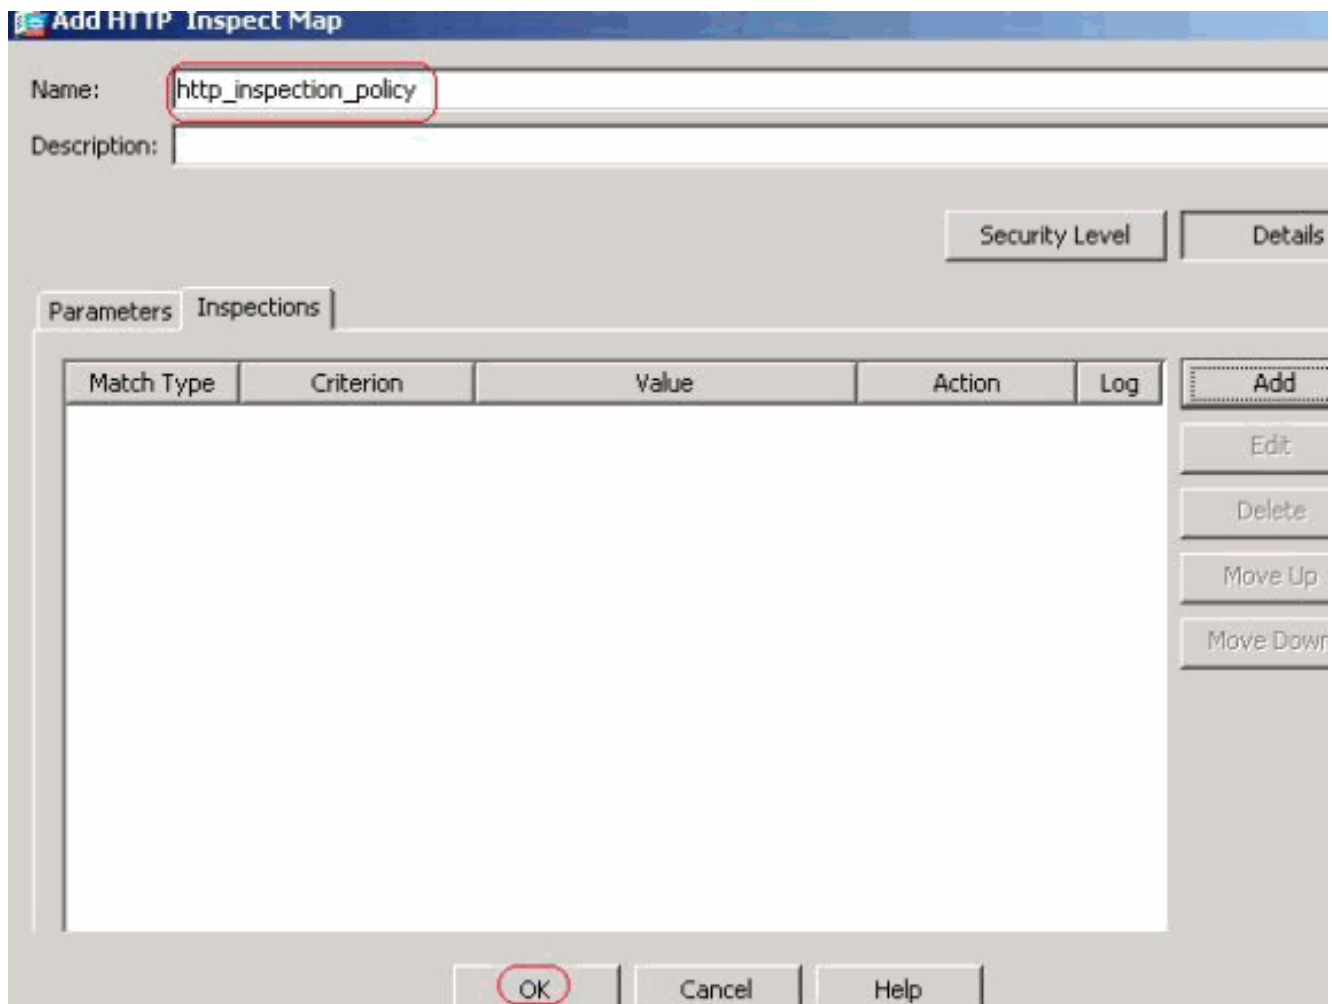 Add HTTP Inspect Map
Name: http_inspection_policy
Description:
Security Level Details
Parameters Inspections
Match Type Criterion Value Action Log Add
Edit
Delete
Move Up
Move Down
OK Cancel Help